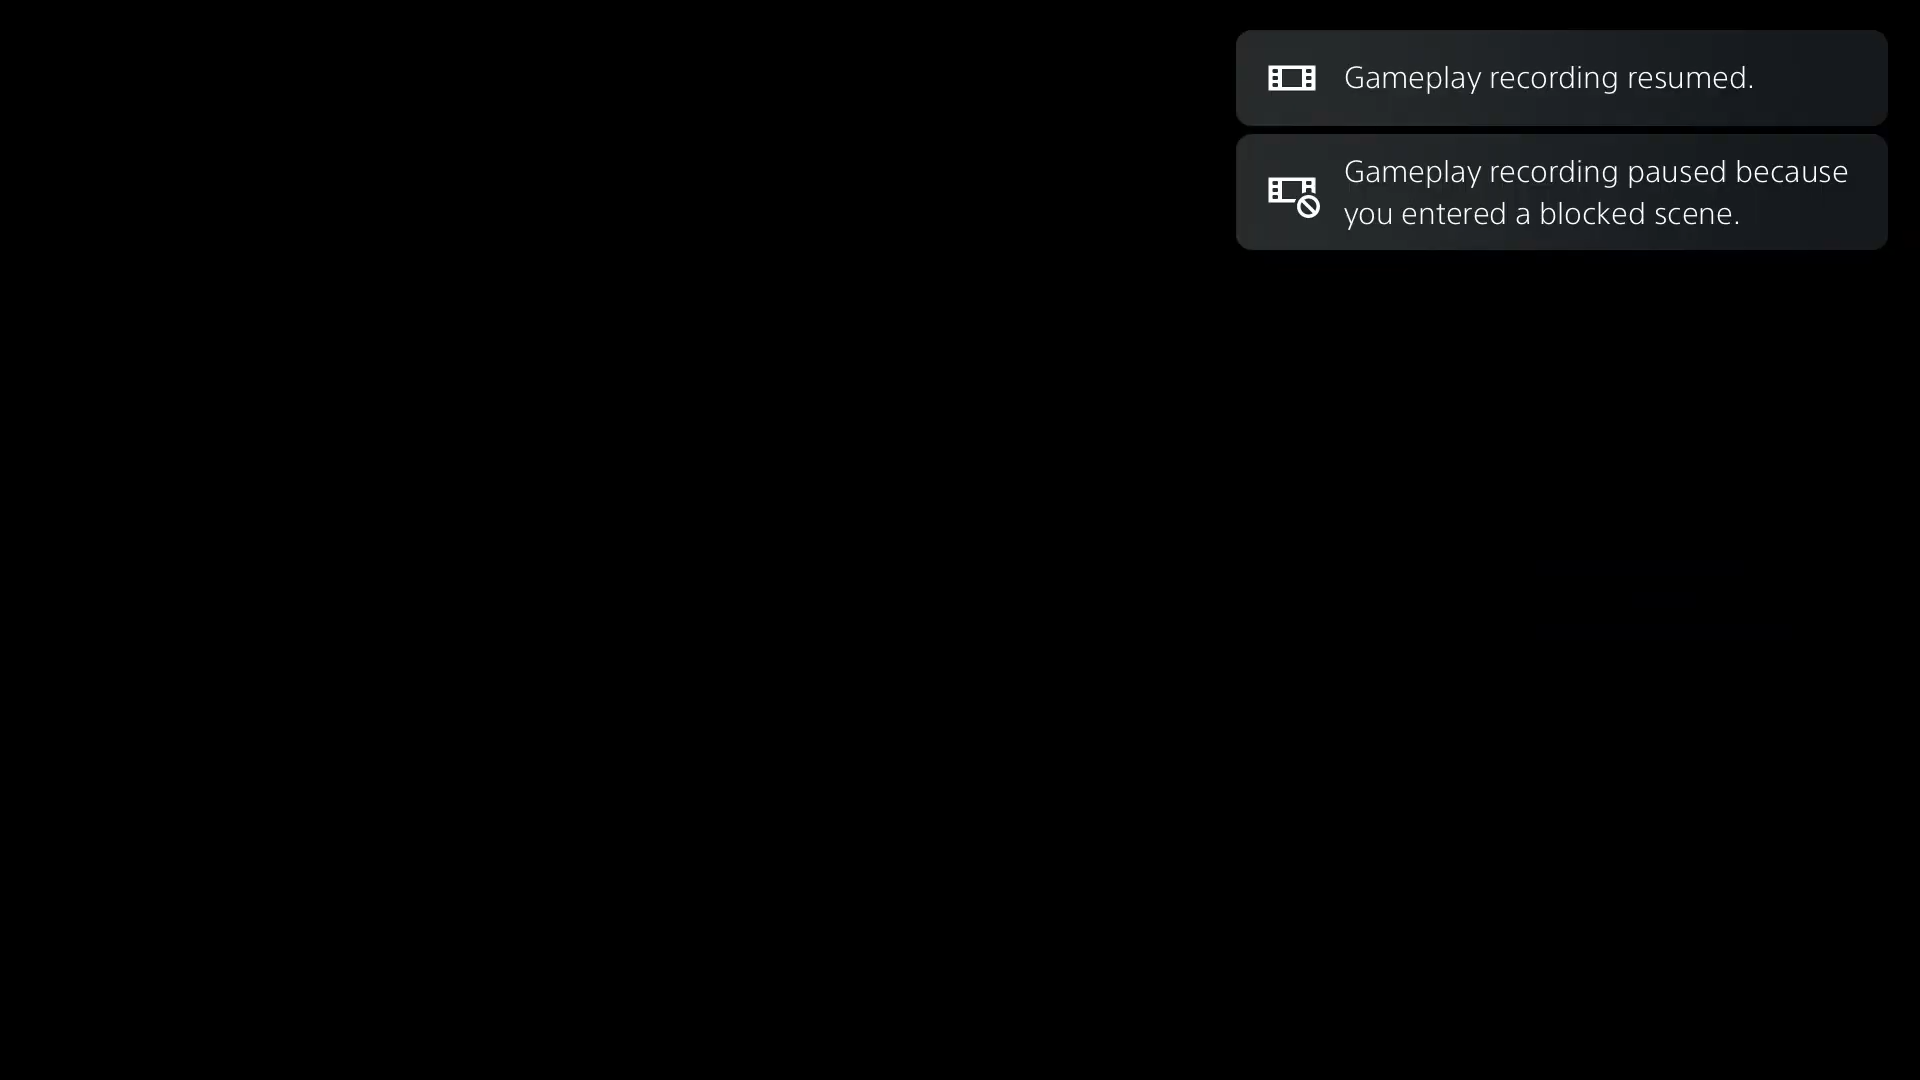 Gameplay recording resumed.
Gameplay recording paused because
you entered a blocked scene.